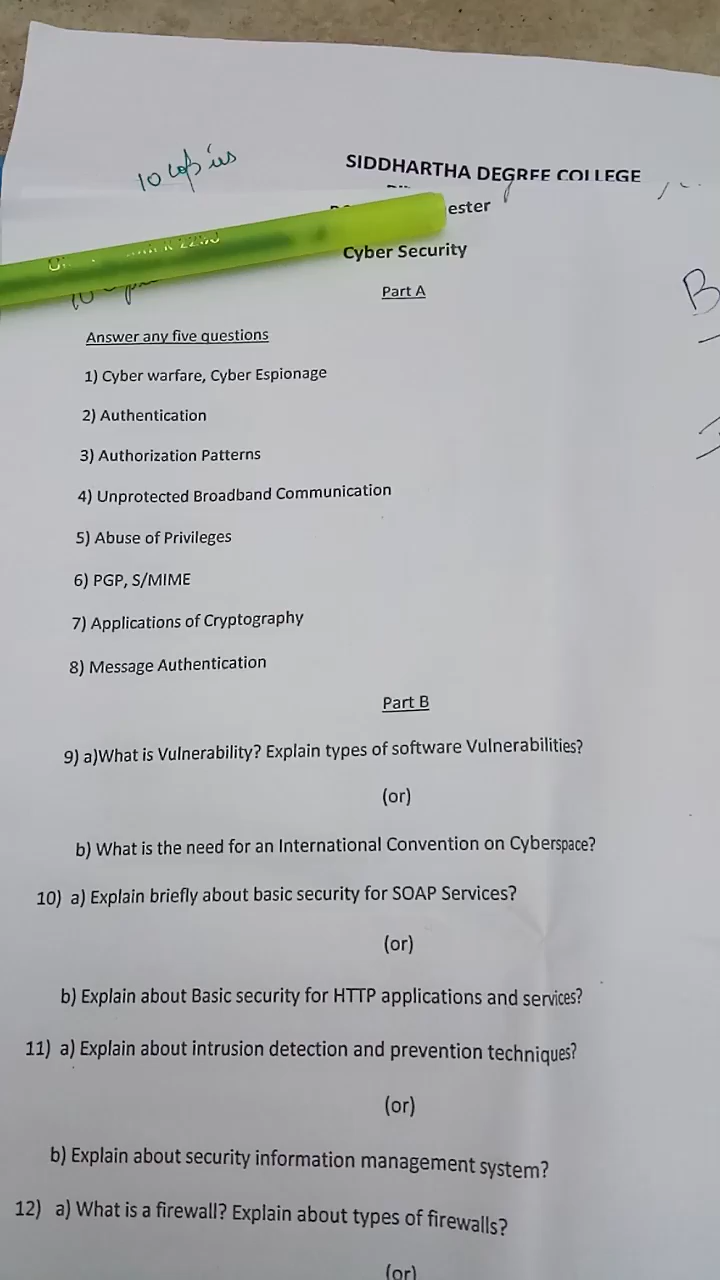 10 copies
SIDDHARTHA DEGREE COLLEGE
ester
Cyber Security
Part A
Answer any five questions
1) Cyber warfare, Cyber Espionage
2) Authentication
3) Authorization Patterns
4) Unprotected Broadband Communication
5) Abuse of Privileges
6) PGP, S/MIME
7) Applications of Cryptography
8) Message Authentication
Part B
9) a)What is Vulnerability? Explain types of software Vulnerabilities?
(or)
b) What is the need for an International Convention on Cyberspace?
10) a) Explain briefly about basic security for SOAP Services?
(or)
b) Explain about Basic security for HTTP applications and services?
11) a) Explain about intrusion detection and prevention techniques?
(or)
b) Explain about security information management system?
12) a) What is a firewall? Explain about types of firewalls?
(or)